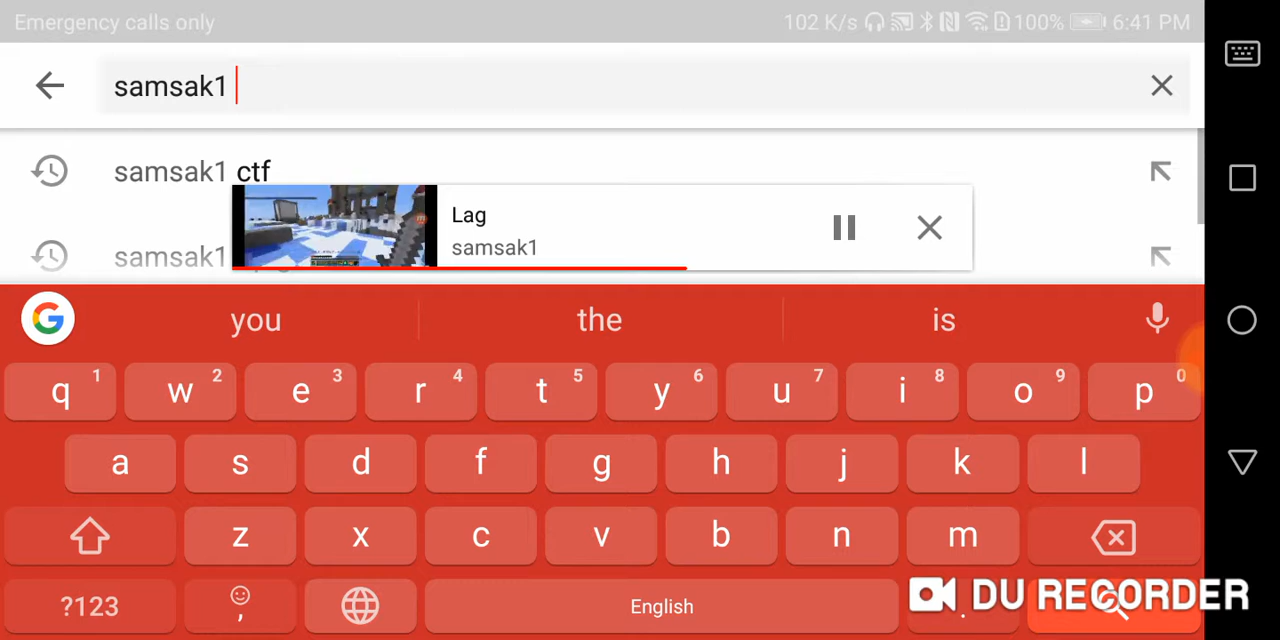 Emergency calls only
102 K/s 100% 6:41 PM
samsak1
samsak1 ctf
Lag
samsak1
samsak1
you the is
q 1 w 2 e 3 r 4 t 5 y 6 u 7 i 8 o 9 p 0
a s d f g h j k l
z x c v b n m
?123 , English .
DU RECORDER